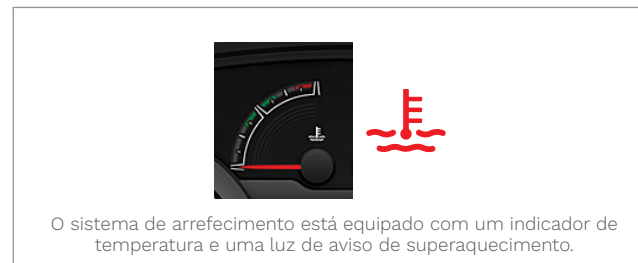 O sistema de arrefecimento está equipado com um indicador de
temperatura e uma luz de aviso de superaquecimento.